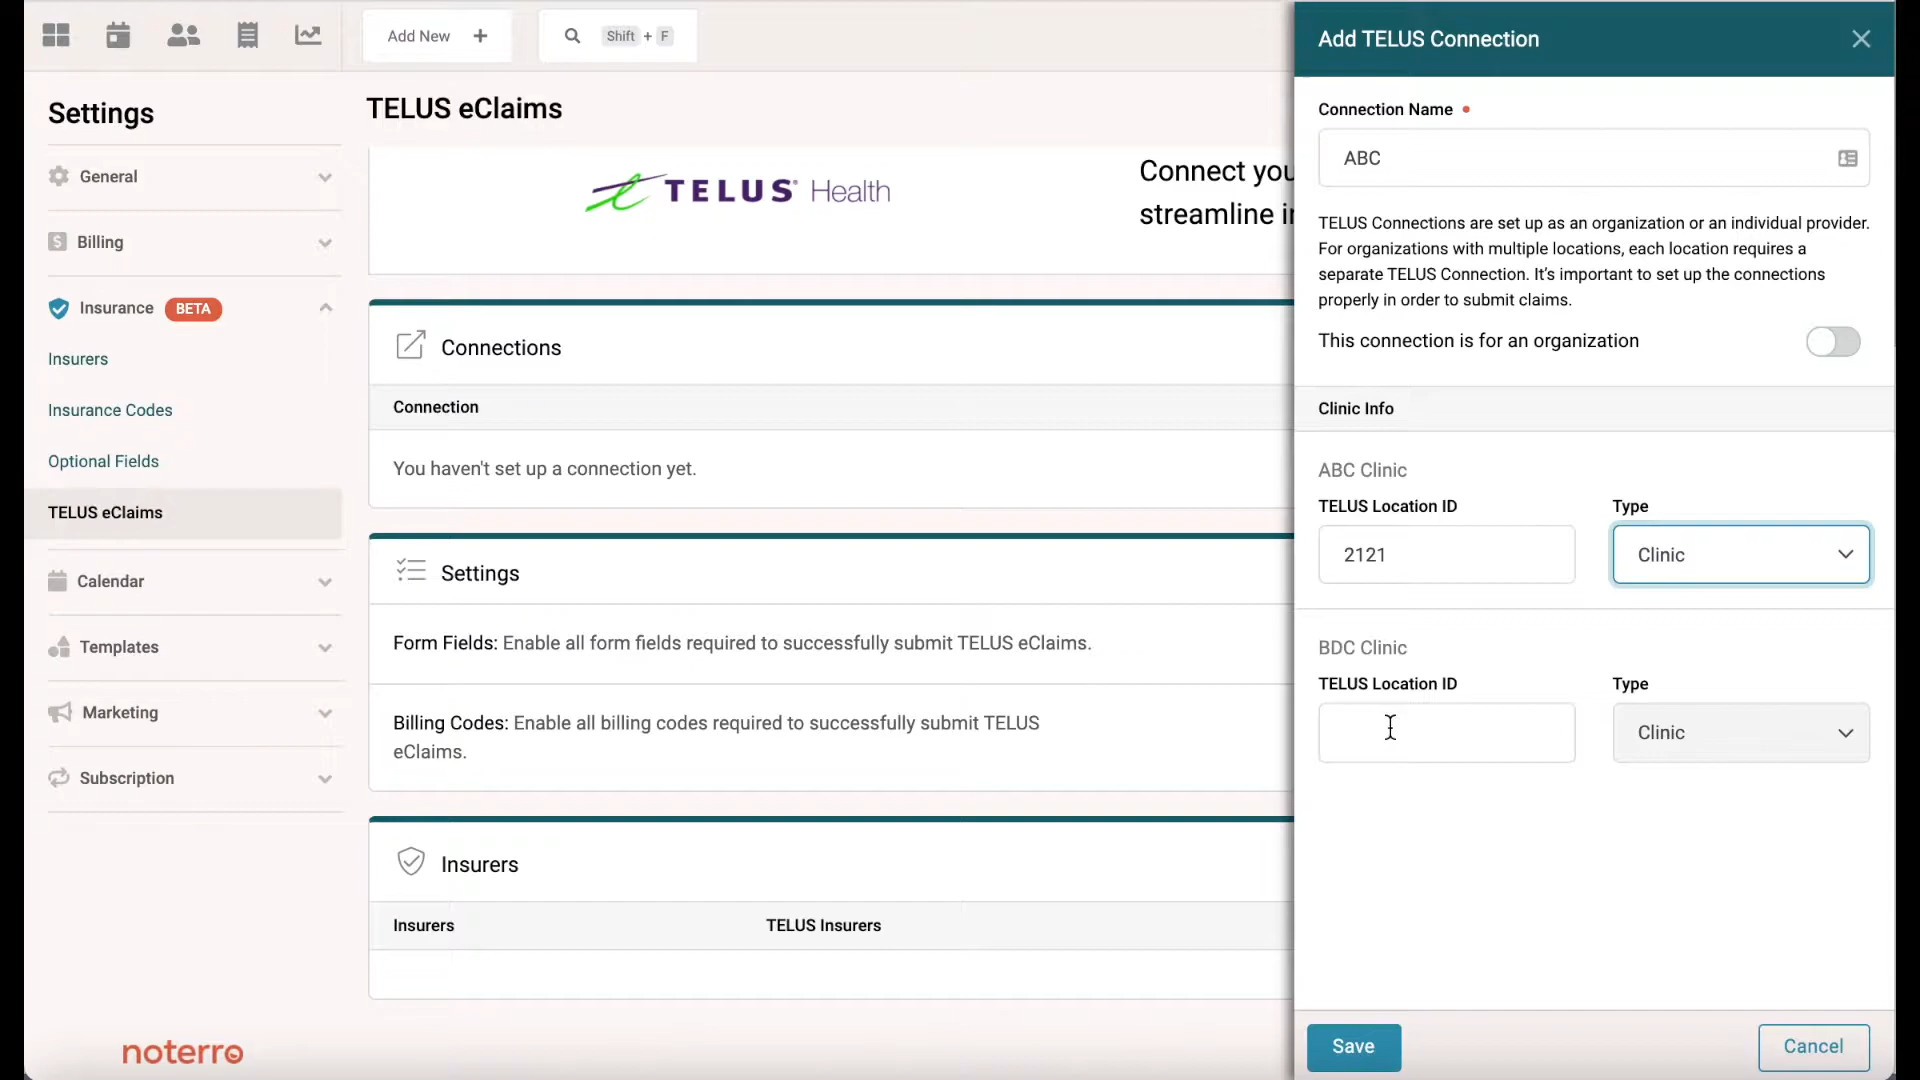 Add New +
Shift + F
Settings
General
Billing
Insurance BETA
Insurers
Insurance Codes
Optional Fields
TELUS eClaims
Calendar
Templates
Marketing
Subscription
noterro
TELUS eClaims
TELUS Health
Connect you
streamline i
Connections
Connection
You haven't set up a connection yet.
Settings
Form Fields: Enable all form fields required to successfully submit TELUS eClaims.
Billing Codes: Enable all billing codes required to successfully submit TELUS
eClaims.
Insurers
Insurers TELUS Insurers
Add TELUS Connection
Connection Name
ABC
TELUS Connections are set up as an organization or an individual provider.
For organizations with multiple locations, each location requires a
separate TELUS Connection. It's important to set up the connections
properly in order to submit claims.
This connection is for an organization
Clinic Info
ABC Clinic
TELUS Location ID Type
2121 Clinic
BDC Clinic
TELUS Location ID Type
Clinic
Save Cancel